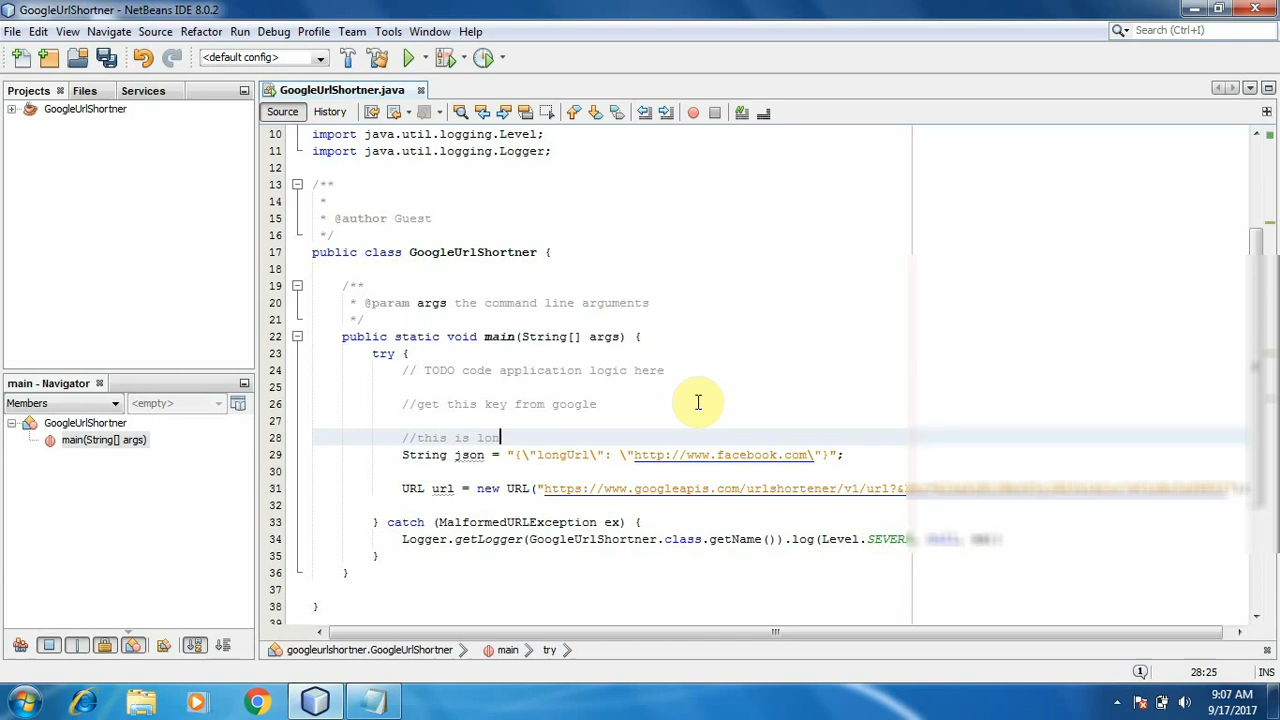 GoogleUrlShortner - NetBeans IDE 8.0.2
File Edit View Navigate Source Refactor Run Debug Profile Team Tools Window Help
Search (Ctrl+I)
<default config>
Projects Files Services
GoogleUrlShortner.java
GoogleUrlShortner
Source History
10 import java.util.logging.Level;
11 import java.util.logging.Logger;
12
13 /**
14 *
15 * @author Guest
16 */
17 public class GoogleUrlShortner {
18
19 /**
20 * @param args the command line arguments
21 */
22 public static void main(String[] args) {
23 try {
24 // TODO code application logic here
25
26 //get this key from google
27
28 //this is lon
29 String json = "{\"longUrl\": \"http://www.facebook.com\"}";
30
31 URL url = new URL("https://www.googleapis.com/urlshortener/v1/url?&
32
33 } catch (MalformedURLException ex) {
34 Logger.getLogger(GoogleUrlShortner.class.getName()).log(Level.SEVERE
35 }
36 }
37
38 }
39
main - Navigator
Members <empty>
GoogleUrlShortner
main(String[] args)
googleurlshortner.GoogleUrlShortner main try
1 28:25 INS
9:07 AM
9/17/2017